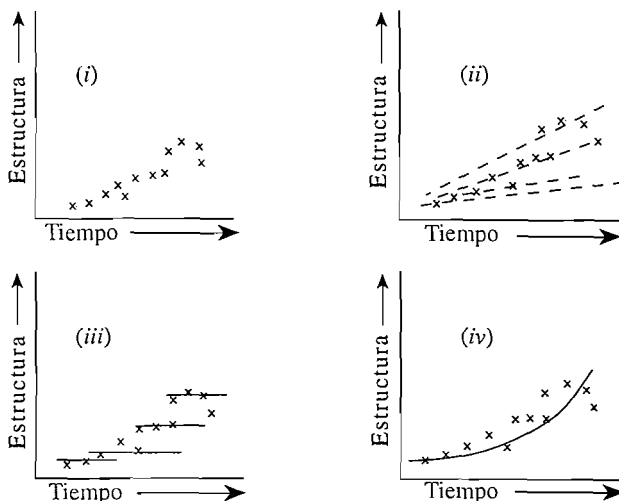 Estructura
(i)
Tiempo
Estructura
(ii)
Tiempo
Estructura
(iii)
Tiempo
Estructura
(iv)
Tiempo